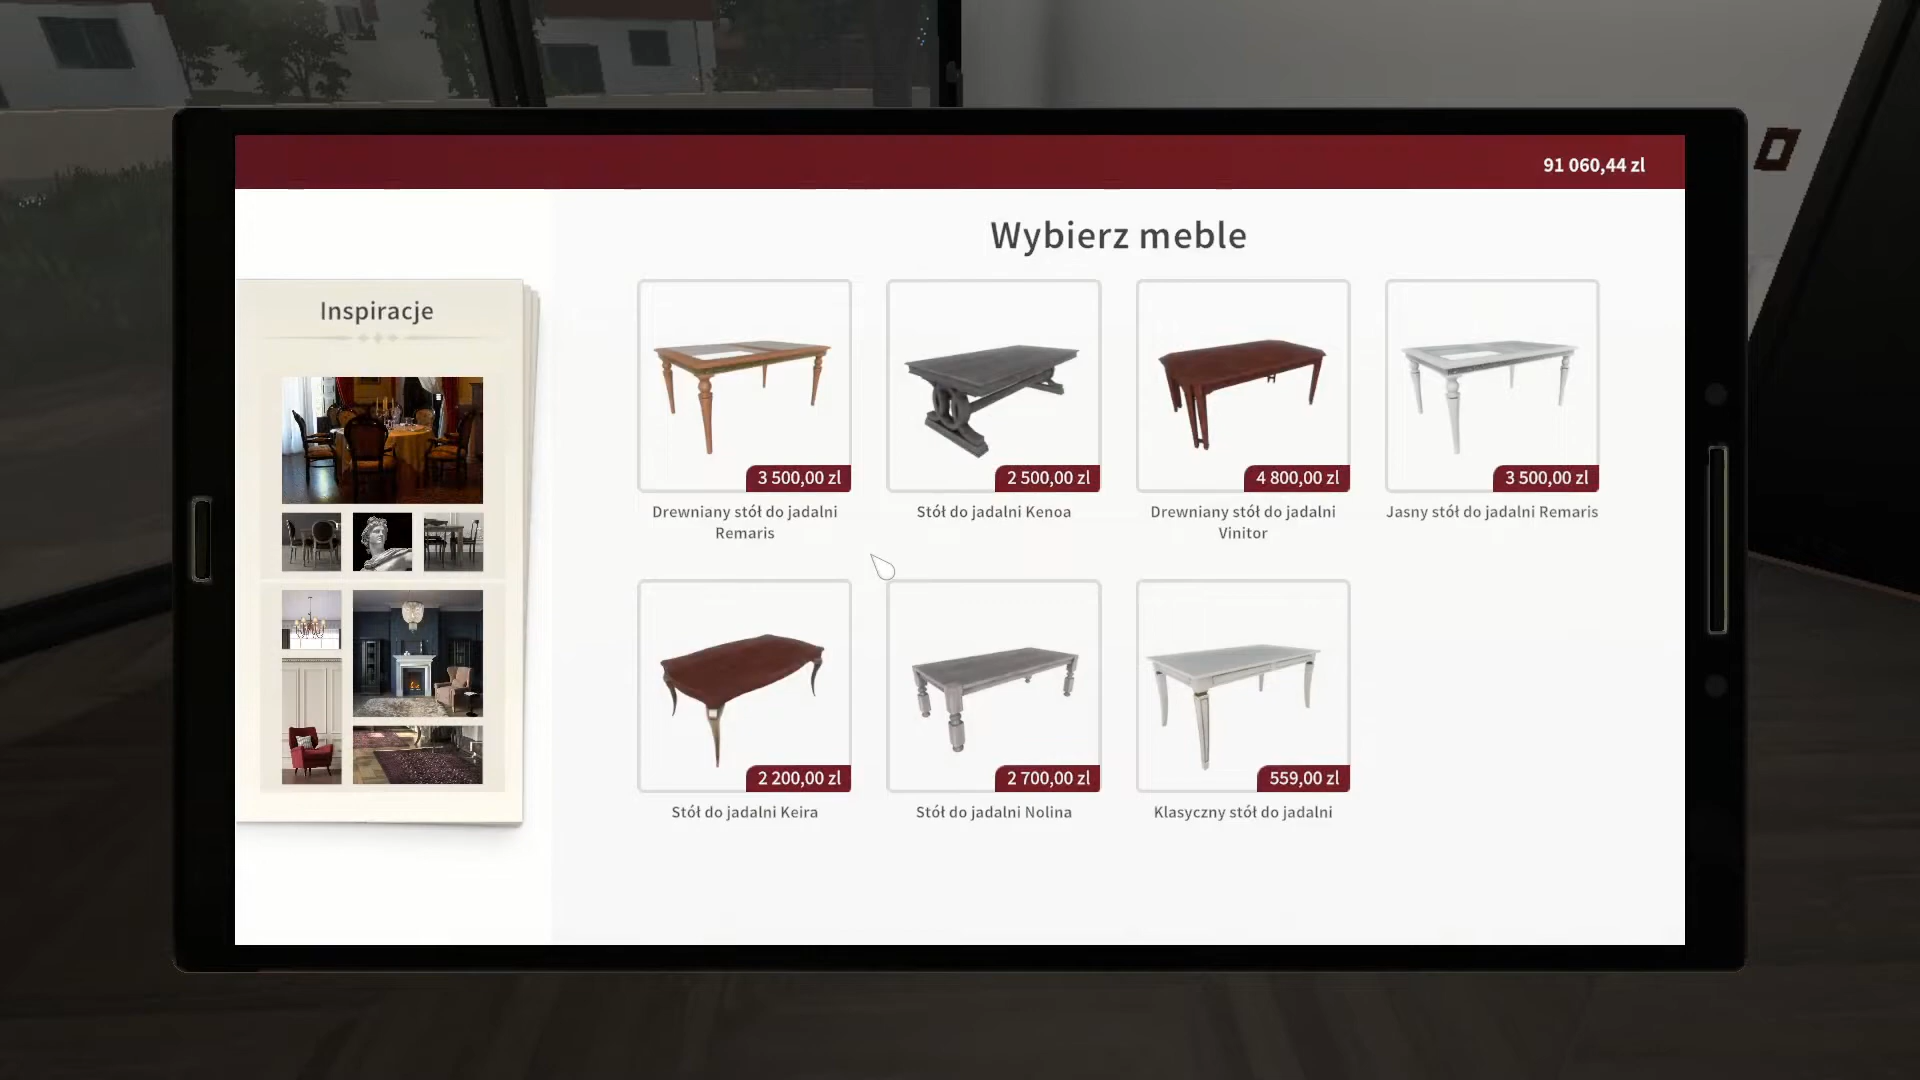 91 060,44 zl
Wybierz meble
Inspiracje
3 500,00 zl
2 500,00 zl
4 800,00 zl
3 500,00 zl
Drewniany stół do jadalni
Remaris
Stół do jadalni Kenoa
Drewniany stół do jadalni
Vinitor
Jasny stół do jadalni Remaris
2 200,00 zl
2 700,00 zl
559,00 zl
Stół do jadalni Keira
Stół do jadalni Nolina
Klasyczny stół do jadalni